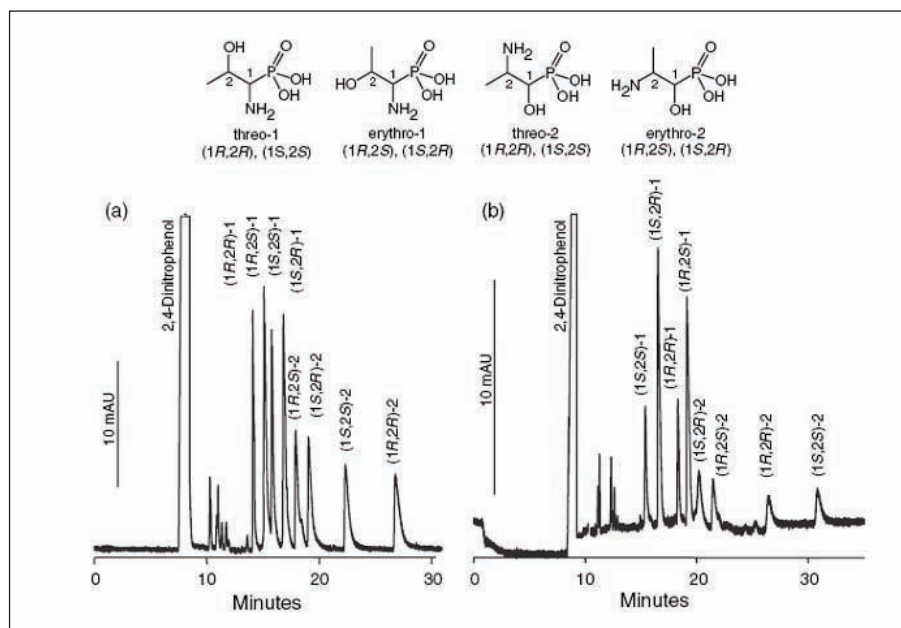 OH
O
P
OH
OH
1
2
NH2
threo-1
(1R,2R), (1S,2S)
O
P
OH
OH
HO
1
2
NH2
erythro-1
(1R,2S), (1S,2R)
NH2
O
P
OH
OH
1
2
OH
threo-2
(1R,2R), (1S,2S)
O
P
OH
OH
H2N
1
2
OH
erythro-2
(1R,2S), (1S,2R)
(a)
10 mAU
2,4-Dinitrophenol
(1R,2R)-1
(1R,2S)-1
(1S,2S)-1
(1S,2R)-1
(1R,2S)-2
(1S,2R)-2
(1S,2S)-2
(1R,2R)-2
0 10 20 30
Minutes
(b)
10 mAU
2,4-Dinitrophenol
(1S,2S)-1
(1S,2R)-1
(1R,2R)-1
(1R,2S)-1
(1S,2R)-2
(1R,2S)-2
(1R,2R)-2
(1S,2S)-2
0 10 20 30
Minutes